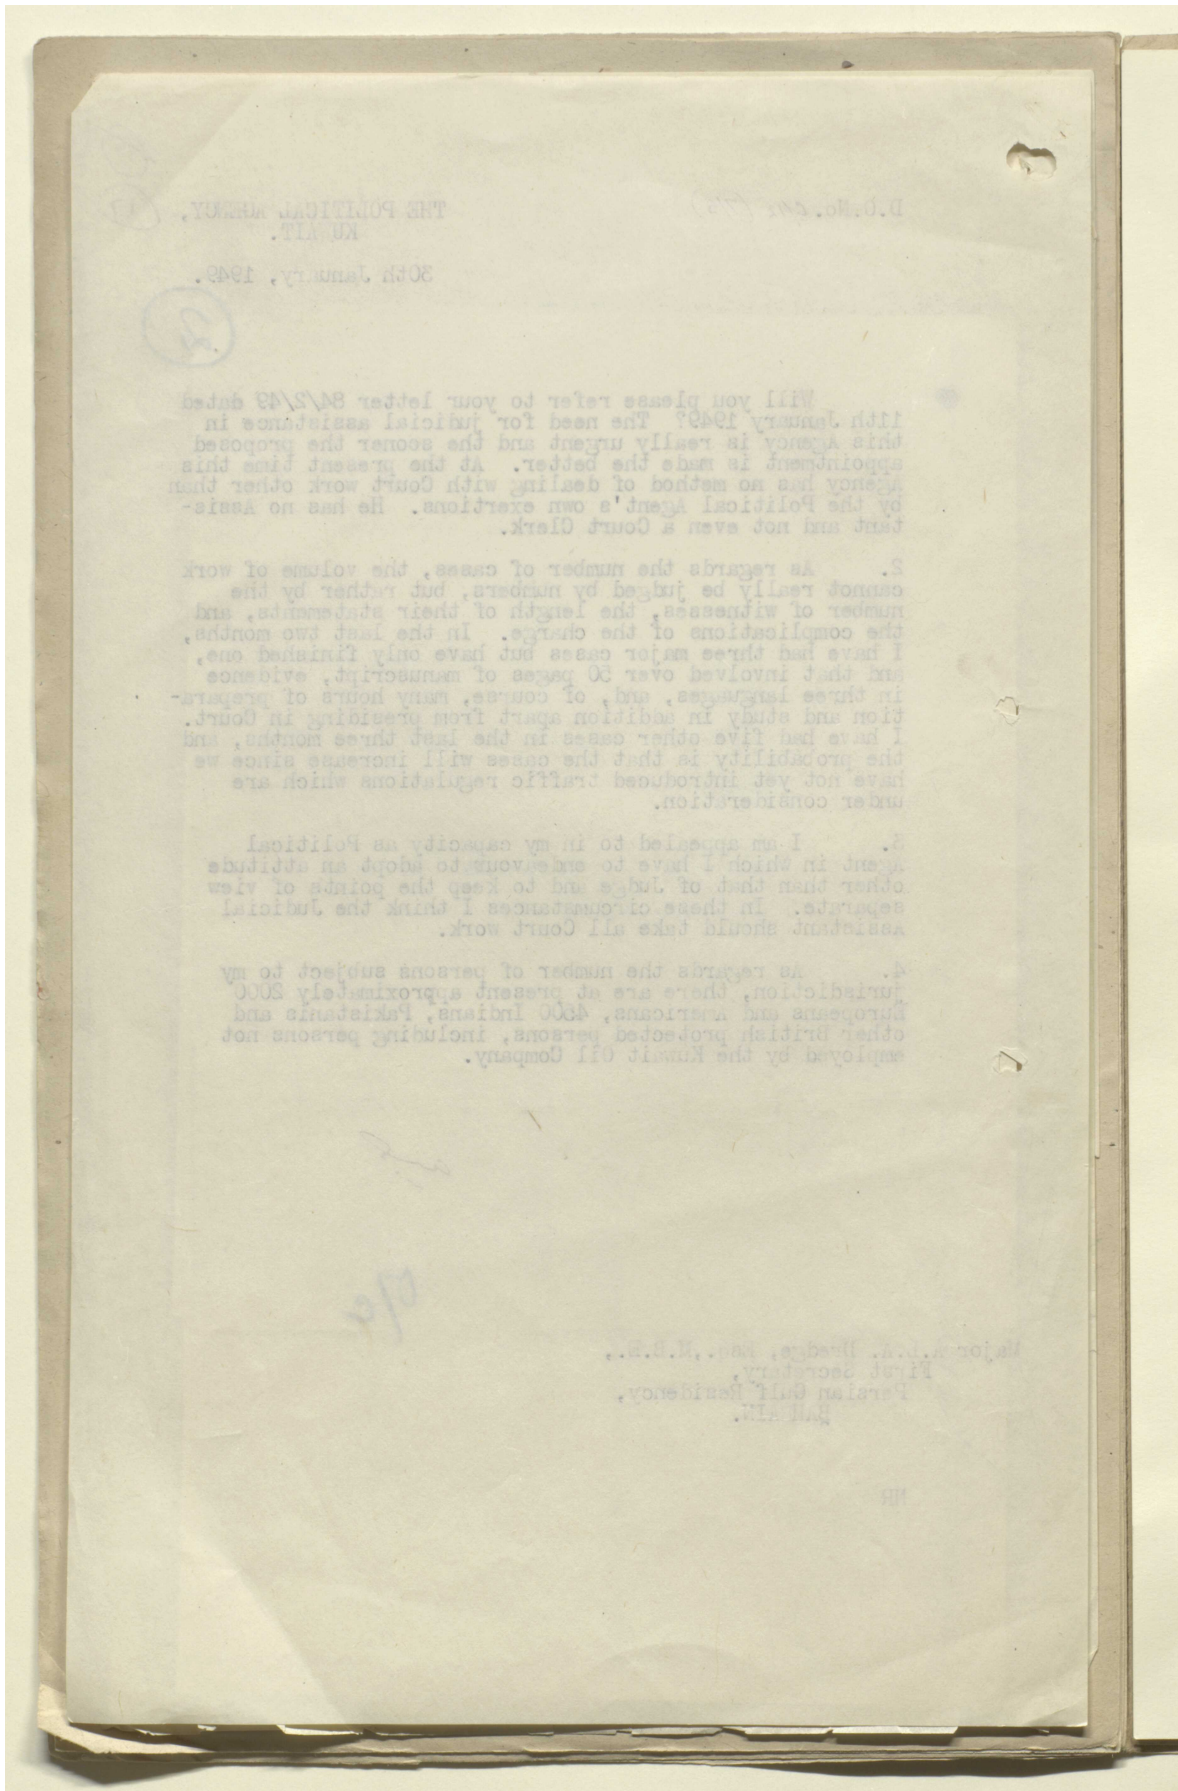 D.O.No.
THE POLITICAL AGENCY,
KUWAIT.
30th January, 1949.
2
Will you please refer to your letter 84/2/49 dated
11th January 1949? The need for judicial assistance in
this Agency is really urgent and the sooner the proposed
appointment is made the better. At the present time this
Agency has no method of dealing with Court work other than
by the Political Agent's own exertions. He has no Assis-
tant and not even a Court Clerk.
2. As regards the number of cases, the volume of work
cannot really be judged by numbers, but rather by the
number of witnesses, the length of their statements, and
the complications of the charge. In the last two months,
I have had three major cases but have only finished one,
and that involved over 50 pages of manuscript, evidence
in three languages, and, of course, many hours of prepara-
tion and study in addition apart from presiding in Court.
I have had five other cases in the last three months, and
the probability is that the cases will increase since we
have not yet introduced traffic regulations which are
under consideration.
3. I am appealed to in my capacity as Political
Agent in which I have to endeavour to adopt an attitude
other than that of Judge and to keep the points of view
separate. In these circumstances I think the Judicial
Assistant should take all Court work.
4. As regards the number of persons subject to my
jurisdiction, there are at present approximately 2000
Europeans and Americans, 4500 Indians, Pakistanis and
other British protected persons, including persons not
employed by the Kuwait Oil Company.
Major A.L.A. Dredge, Esq.,M.B.E.,
First Secretary,
Persian Gulf Residency,
BAHRAIN.